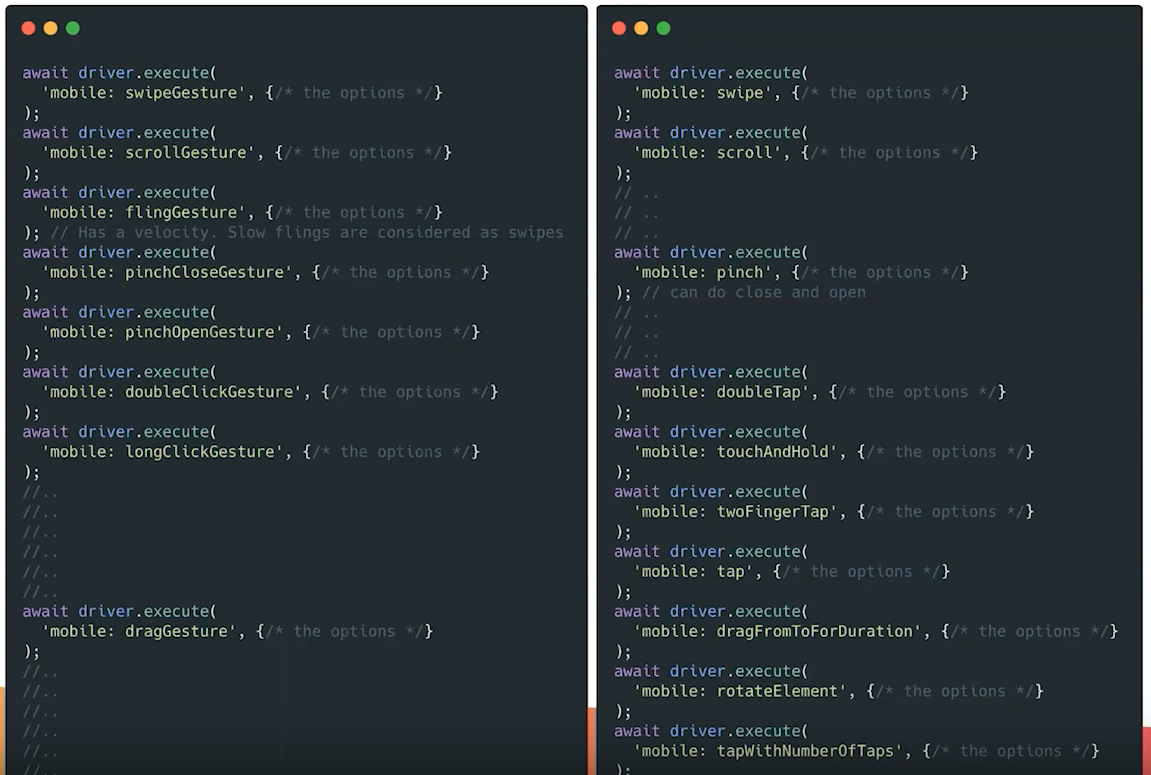 await driver.execute(
'mobile: swipeGesture', {/* the options */}
);
await driver.execute(
'mobile: scrollGesture', {/* the options */}
);
await driver.execute(
'mobile: flingGesture', {/* the options */}
); // Has a velocity. Slow flings are considered as swipes
await driver.execute(
'mobile: pinchCloseGesture', {/* the options */}
);
await driver.execute(
'mobile: pinchOpenGesture', {/* the options */}
);
await driver.execute(
'mobile: doubleClickGesture', {/* the options */}
);
await driver.execute(
'mobile: longClickGesture', {/* the options */}
);
//..
//..
//..
//..
//..
//..
await driver.execute(
'mobile: dragGesture', {/* the options */}
);
//..
//..
//..
//..
//..
//..
await driver.execute(
'mobile: swipe', {/* the options */}
);
await driver.execute(
'mobile: scroll', {/* the options */}
);
// ..
// ..
// ..
await driver.execute(
'mobile: pinch', {/* the options */}
); // can do close and open
// ..
// ..
// ..
await driver.execute(
'mobile: doubleTap', {/* the options */}
);
await driver.execute(
'mobile: touchAndHold', {/* the options */}
);
await driver.execute(
'mobile: twoFingerTap', {/* the options */}
);
await driver.execute(
'mobile: tap', {/* the options */}
);
await driver.execute(
'mobile: dragFromToForDuration', {/* the options */}
);
await driver.execute(
'mobile: rotateElement', {/* the options */}
);
await driver.execute(
'mobile: tapWithNumberOfTaps', {/* the options */}
);